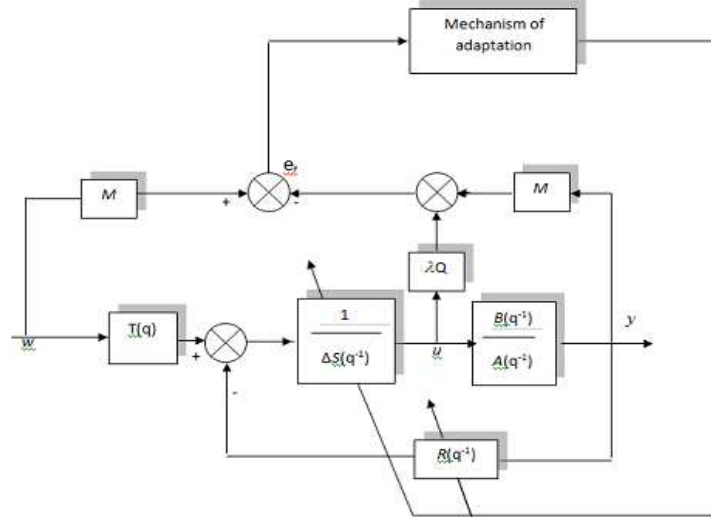 Mechanism of
adaptation
e_f
M
+
-
M
λQ
T(q)
+
-
w
1
ΔS(q⁻¹)
u
B(q⁻¹)
A(q⁻¹)
y
R(q⁻¹)